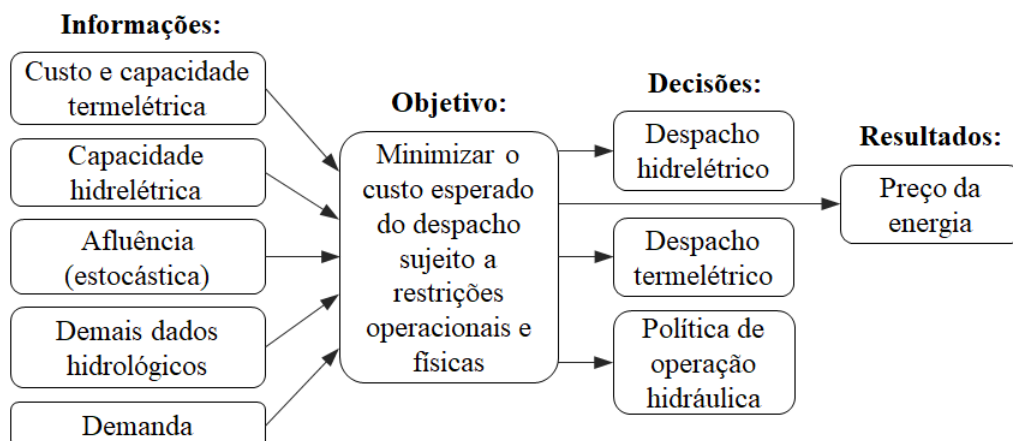 Informações:
Custo e capacidade
termelétrica
Capacidade
hidrelétrica
Afluência
(estocástica)
Demais dados
hidrológicos
Demanda
Objetivo:
Minimizar o
custo esperado
do despacho
sujeito a
restrições
operacionais e
físicas
Decisões:
Despacho
hidrelétrico
Despacho
termelétrico
Política de
operação
hidráulica
Resultados:
Preço da
energia